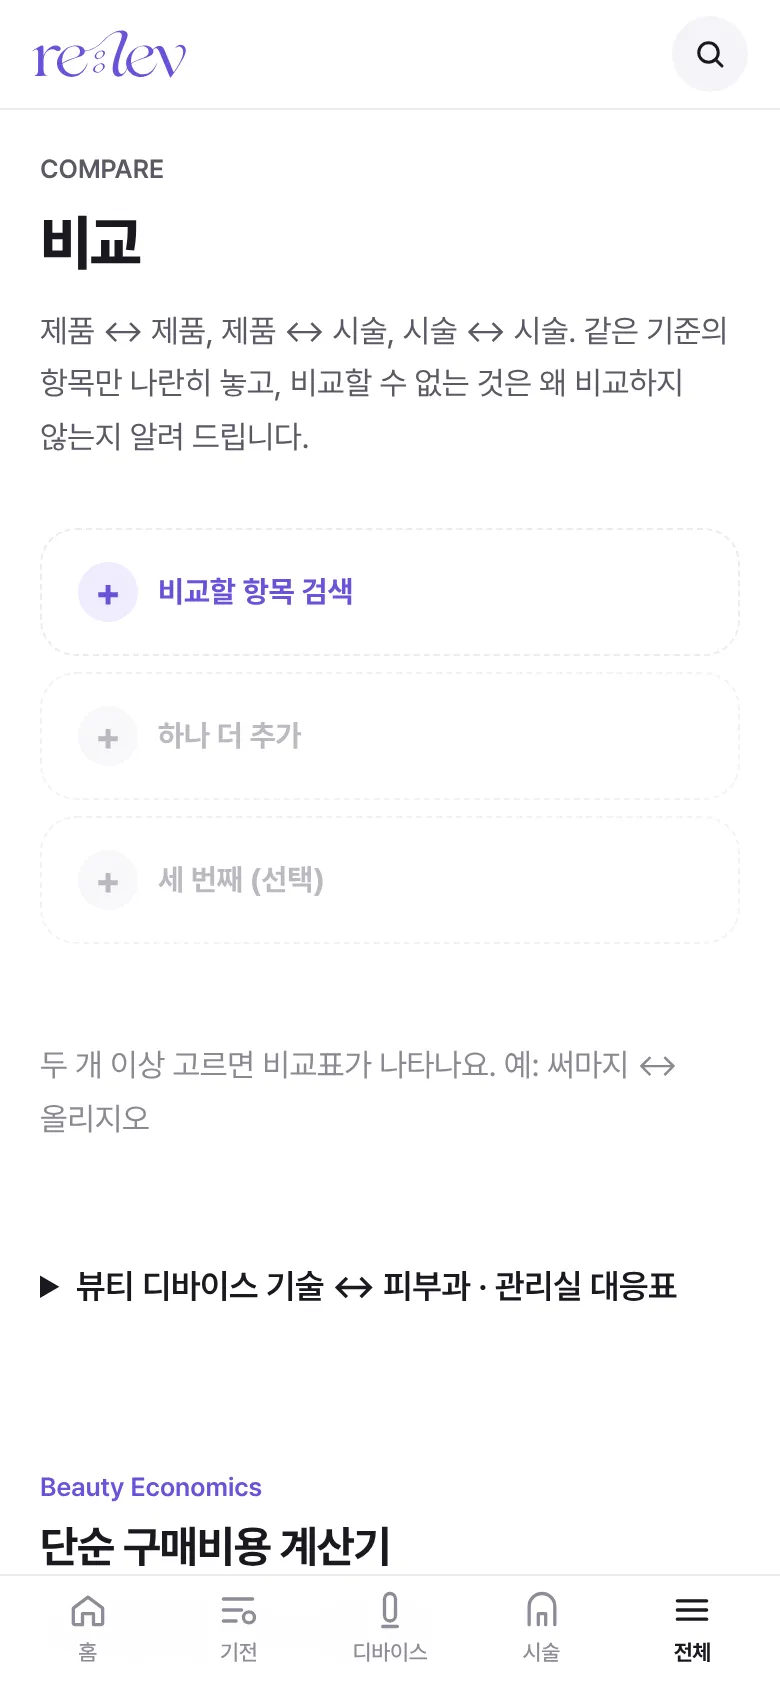 re:lev
COMPARE
비교
제품 ↔ 제품, 제품 ↔ 시술, 시술 ↔ 시술. 같은 기준의
항목만 나란히 놓고, 비교할 수 없는 것은 왜 비교하지
않는지 알려 드립니다.
+ 비교할 항목 검색
+ 하나 더 추가
+ 세 번째 (선택)
두 개 이상 고르면 비교표가 나타나요. 예: 써마지 ↔
올리지오
▶ 뷰티 디바이스 기술 ↔ 피부과 · 관리실 대응표
Beauty Economics
단순 구매비용 계산기
홈 기전 디바이스 시술 전체